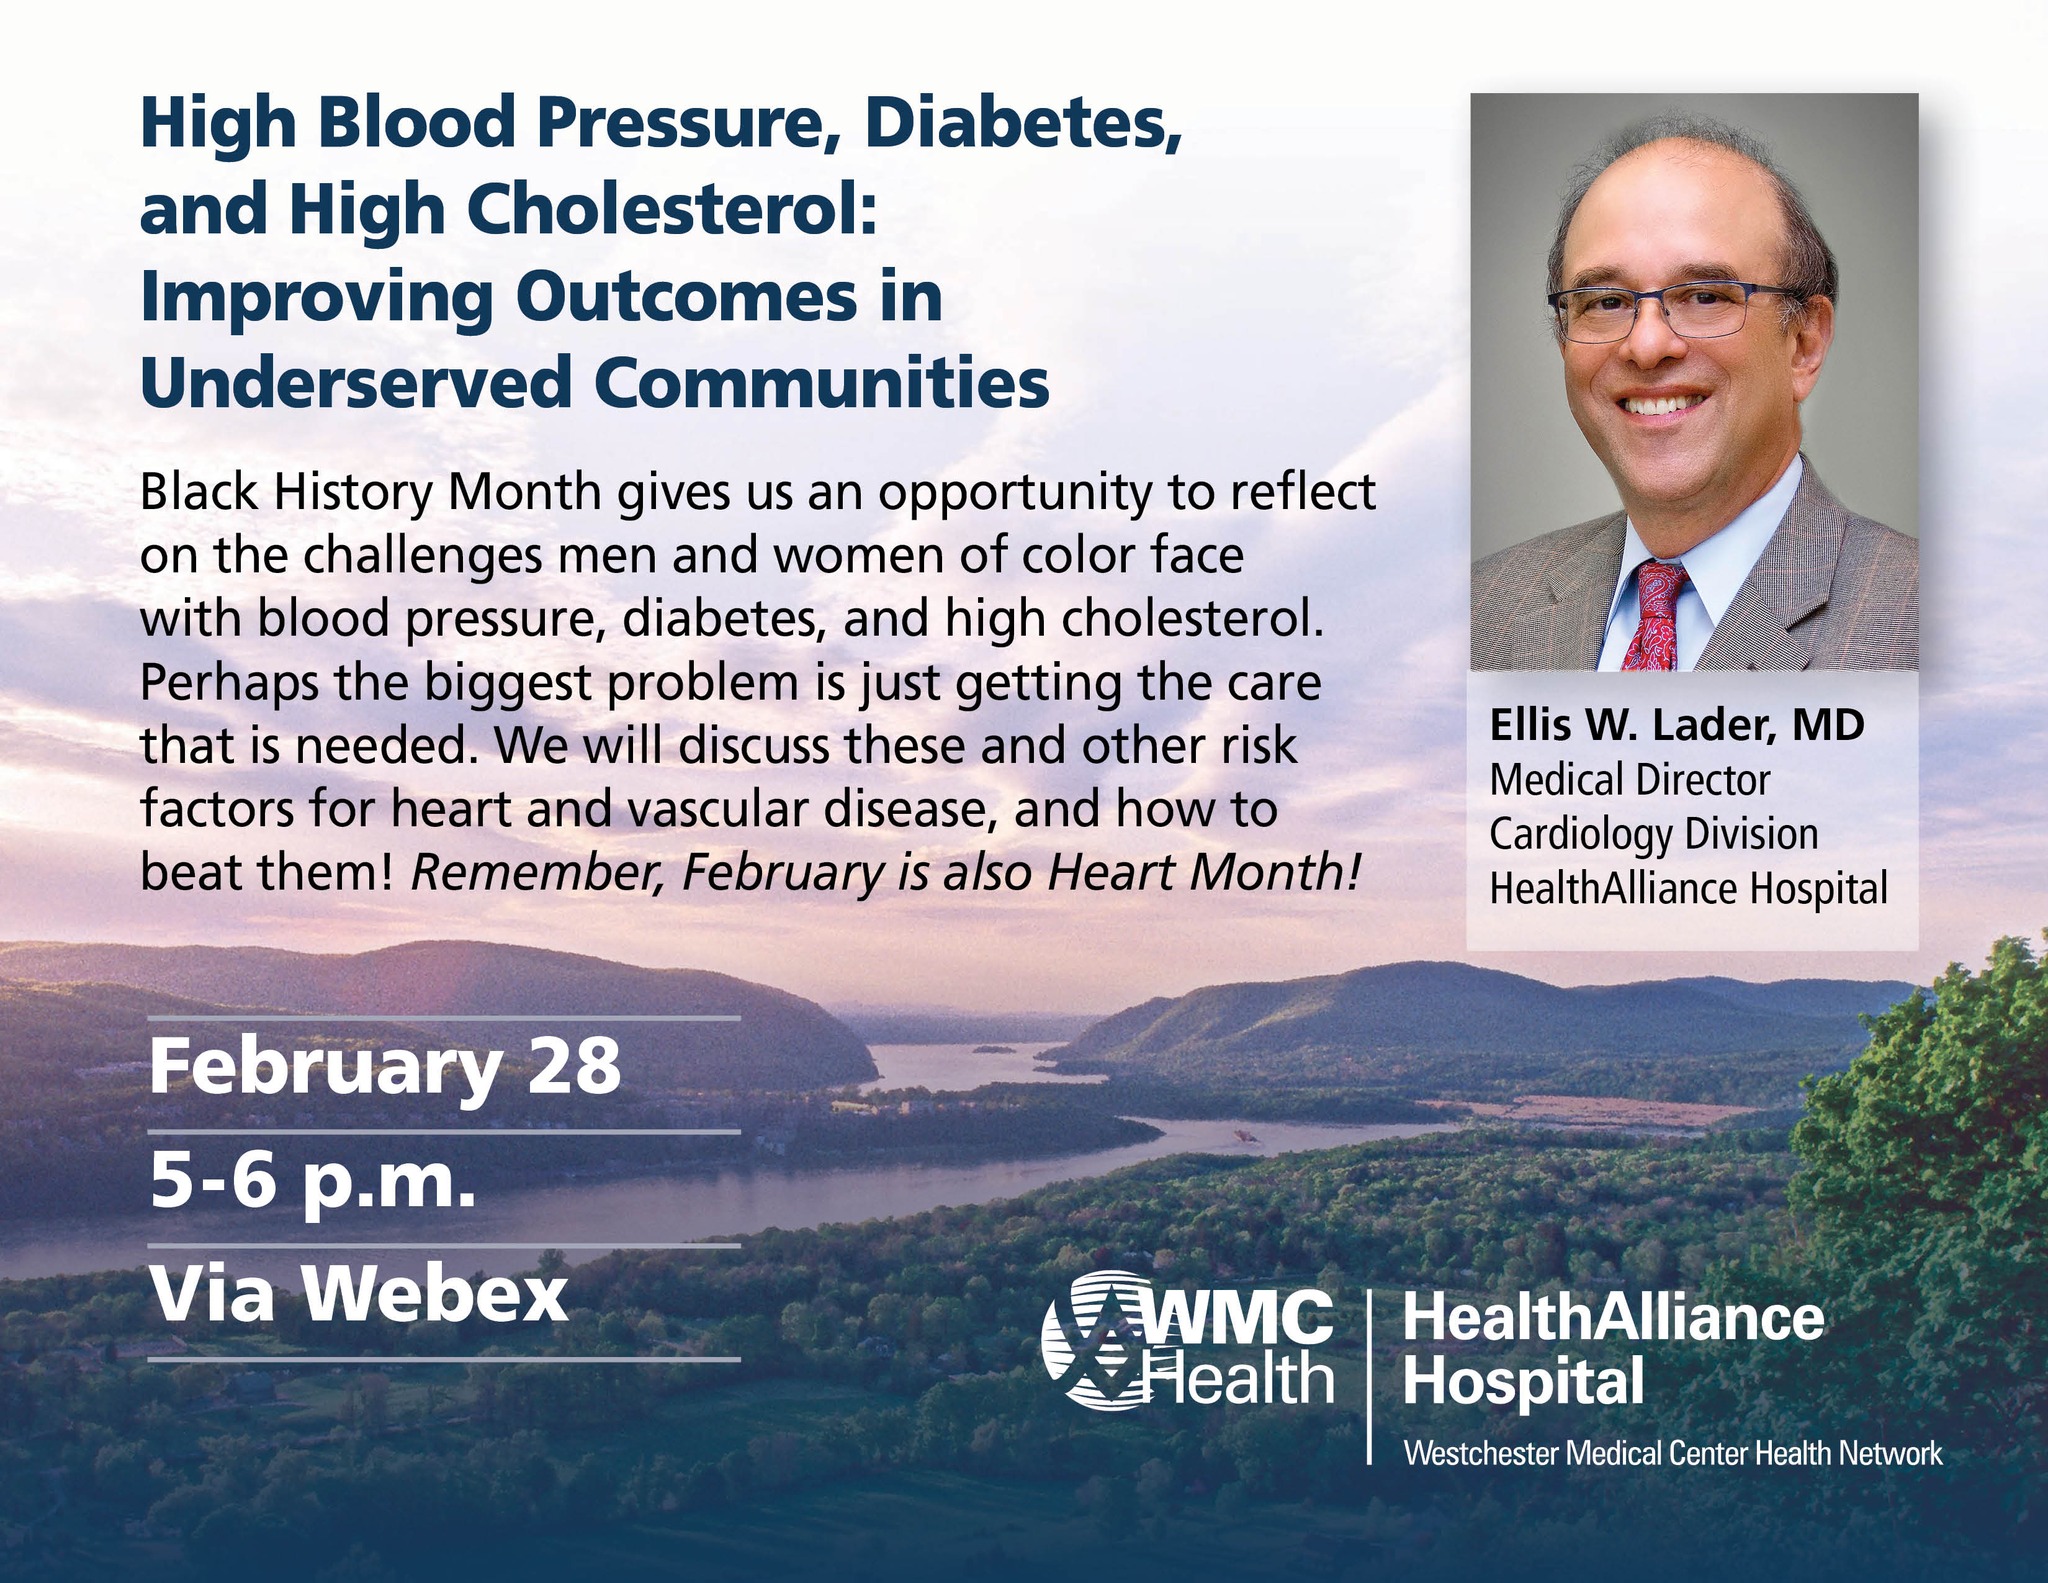 High Blood Pressure, Diabetes,
and High Cholesterol:
Improving Outcomes in
Underserved Communities
Black History Month gives us an opportunity to reflect
on the challenges men and women of color face
with blood pressure, diabetes, and high cholesterol.
Perhaps the biggest problem is just getting the care
that is needed. We will discuss these and other risk
factors for heart and vascular disease, and how to
beat them! Remember, February is also Heart Month!
Ellis W. Lader, MD
Medical Director
Cardiology Division
HealthAlliance Hospital
February 28
5-6 p.m.
Via Webex
WMC
Health
HealthAlliance
Hospital
Westchester Medical Center Health Network